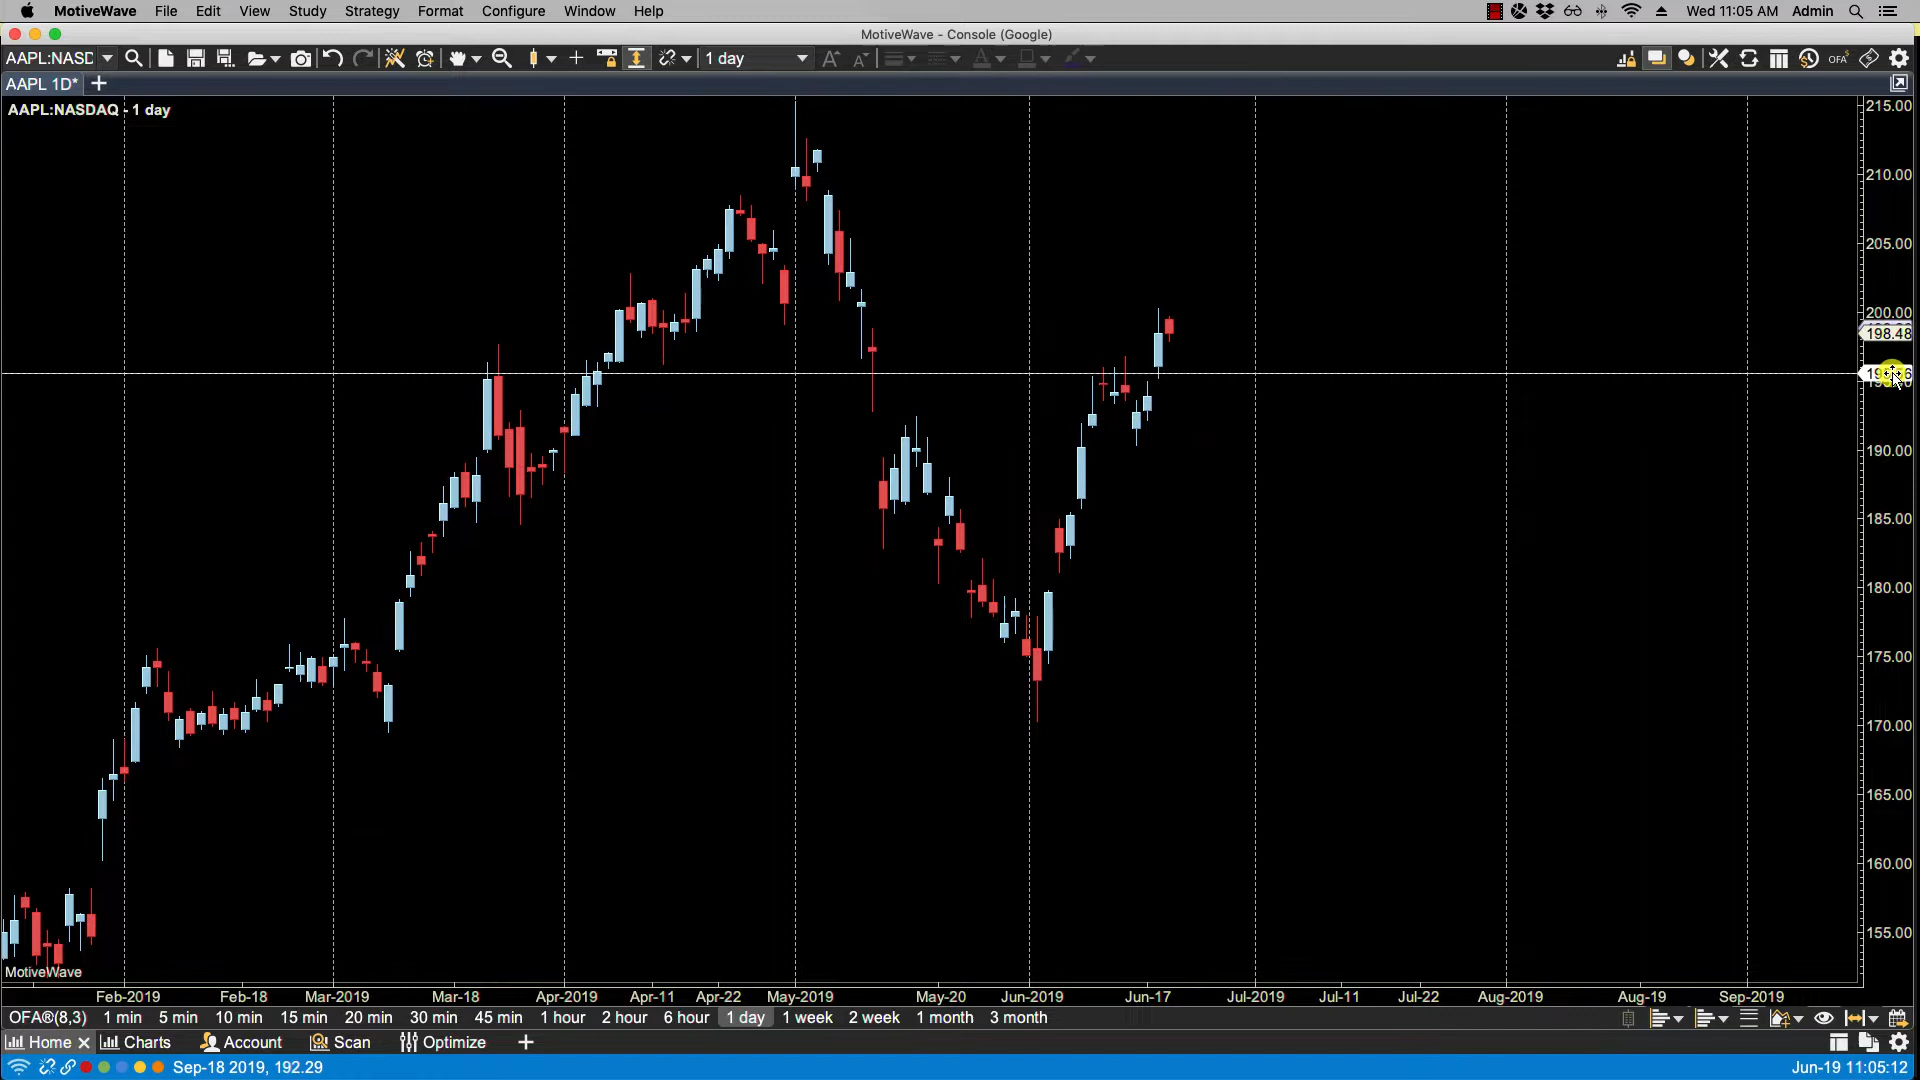 MotiveWave File Edit View Study Strategy Format Configure Window Help Wed 11:05 AM Admin
MotiveWave - Console (Google)
AAPL:NASD 1 day OFA
AAPL 1D*
AAPL:NASDAQ - 1 day
215.00
210.00
205.00
200.00
198.48
190.00
185.00
180.00
175.00
170.00
165.00
160.00
155.00
MotiveWave
Feb-2019 Feb-18 Mar-2019 Mar-18 Apr-2019 Apr-11 Apr-22 May-2019 May-20 Jun-2019 Jun-17 Jul-2019 Jul-11 Jul-22 Aug-2019 Aug-19 Sep-2019
OFA®(8,3) 1 min 5 min 10 min 15 min 20 min 30 min 45 min 1 hour 2 hour 6 hour 1 day 1 week 2 week 1 month 3 month
Home Charts Account Scan Optimize
Sep-18 2019, 192.29 Jun-19 11:05:12